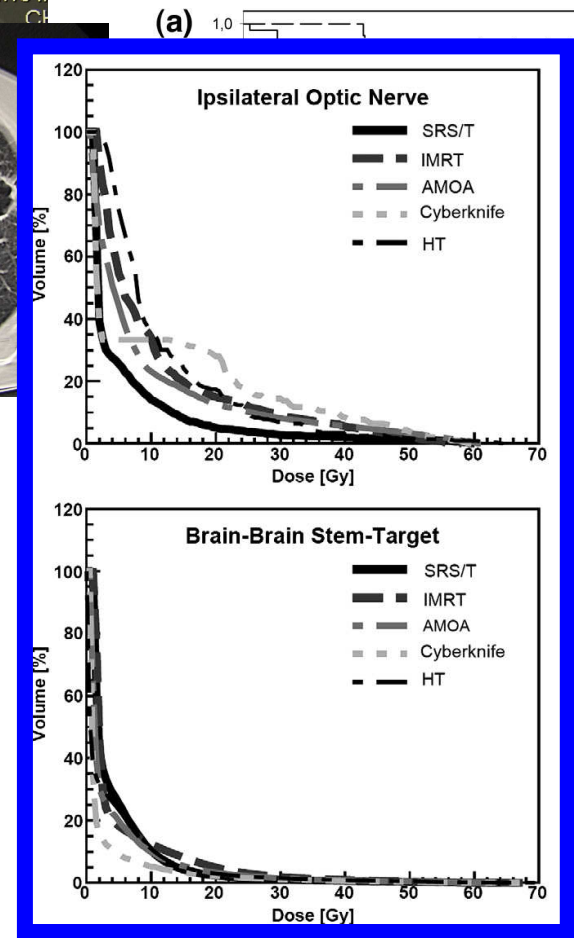 CH
(a)
1,0
120
Ipsilateral Optic Nerve
100
SRS/T
IMRT
80
AMOA
Cyberknife
60
HT
40
20
0
Volume [%]
0 10 20 30 40 50 60 70
Dose [Gy]
120
Brain-Brain Stem-Target
100
SRS/T
IMRT
80
AMOA
Cyberknife
60
HT
40
20
0
Volume [%]
0 10 20 30 40 50 60 70
Dose [Gy]